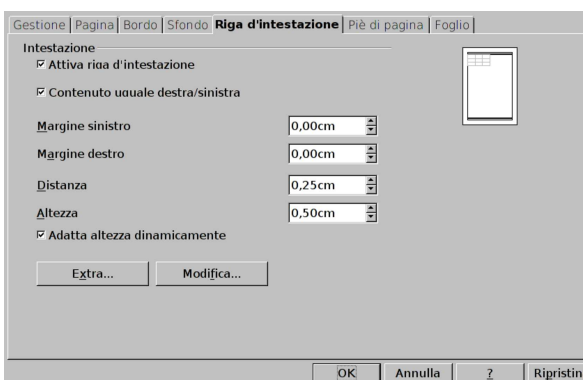 Gestione Pagina Bordo Sfondo Riga d'intestazione Piè di pagina Foglio
Intestazione
Attiva riga d'intestazione
Contenuto uguale destra/sinistra
Margine sinistro 0,00cm
Margine destro 0,00cm
Distanza 0,25cm
Altezza 0,50cm
Adatta altezza dinamicamente
Extra... Modifica...
OK Annulla ? Ripristin